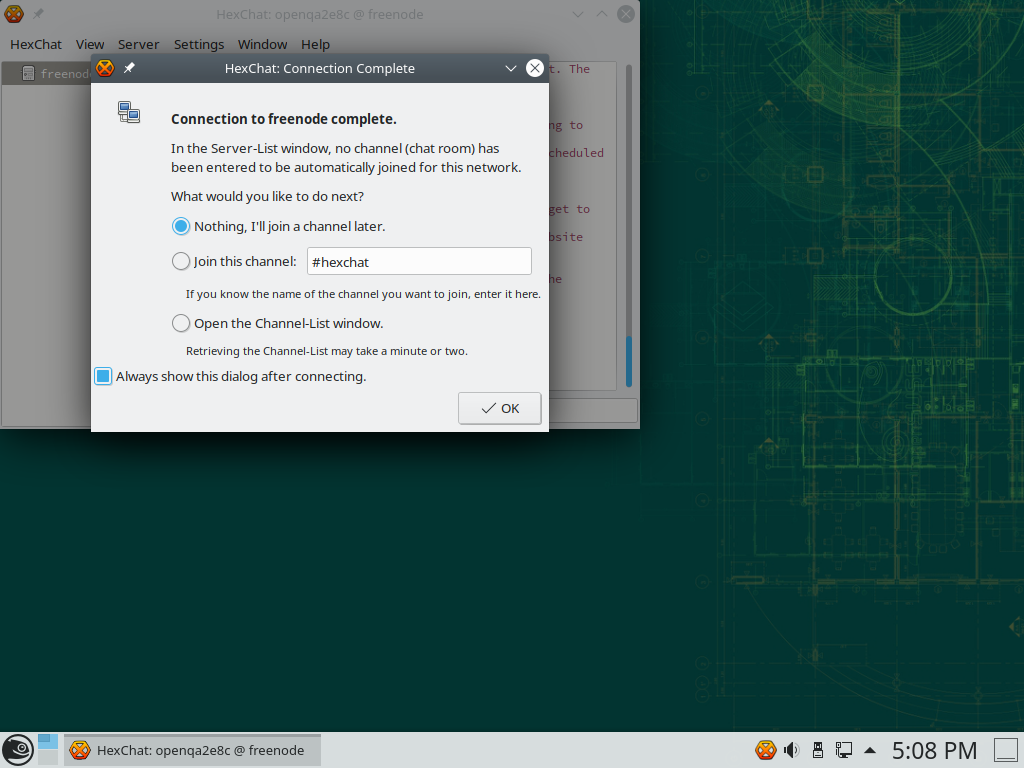 HexChat: openqa2e8c @ freenode
HexChat View Server Settings Window Help
freeno
t. The
HexChat: Connection Complete
ng to
cheduled
get to
bsite
he
Connection to freenode complete.
In the Server-List window, no channel (chat room) has
been entered to be automatically joined for this network.
What would you like to do next?
Nothing, I'll join a channel later.
Join this channel: #hexchat
If you know the name of the channel you want to join, enter it here.
Open the Channel-List window.
Retrieving the Channel-List may take a minute or two.
Always show this dialog after connecting.
OK
HexChat: openqa2e8c @ freenode
5:08 PM